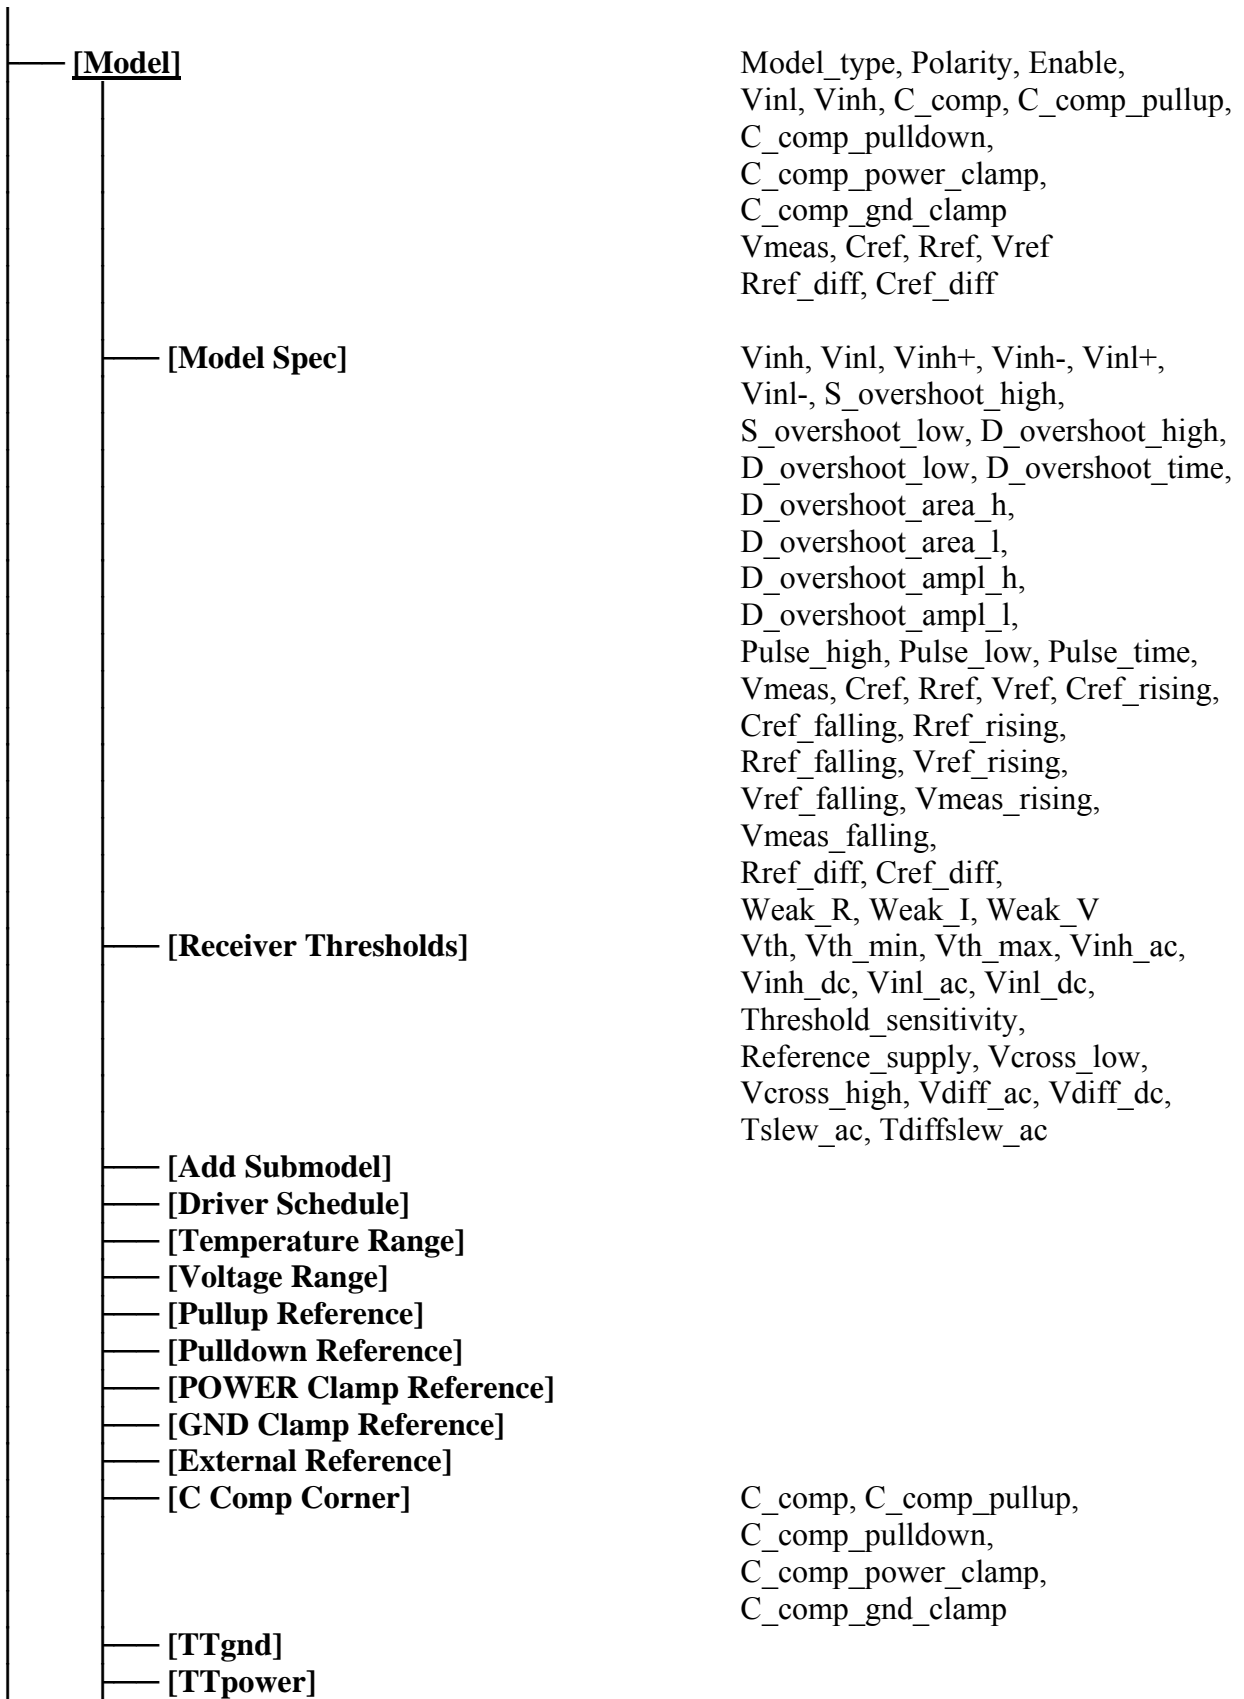 [Model] Model_type, Polarity, Enable,
Vinl, Vinh, C_comp, C_comp_pullup,
C_comp_pulldown,
C_comp_power_clamp,
C_comp_gnd_clamp
Vmeas, Cref, Rref, Vref
Rref_diff, Cref_diff
[Model Spec] Vinh, Vinl, Vinh+, Vinh-, Vinl+,
Vinl-, S_overshoot_high,
S_overshoot_low, D_overshoot_high,
D_overshoot_low, D_overshoot_time,
D_overshoot_area_h,
D_overshoot_area_l,
D_overshoot_ampl_h,
D_overshoot_ampl_l,
Pulse_high, Pulse_low, Pulse_time,
Vmeas, Cref, Rref, Vref, Cref_rising,
Cref_falling, Rref_rising,
Rref_falling, Vref_rising,
Vref_falling, Vmeas_rising,
Vmeas_falling,
Rref_diff, Cref_diff,
Weak_R, Weak_I, Weak_V
[Receiver Thresholds] Vth, Vth_min, Vth_max, Vinh_ac,
Vinh_dc, Vinl_ac, Vinl_dc,
Threshold_sensitivity,
Reference_supply, Vcross_low,
Vcross_high, Vdiff_ac, Vdiff_dc,
Tslew_ac, Tdiffslew_ac
[Add Submodel]
[Driver Schedule]
[Temperature Range]
[Voltage Range]
[Pullup Reference]
[Pulldown Reference]
[POWER Clamp Reference]
[GND Clamp Reference]
[External Reference]
[C Comp Corner] C_comp, C_comp_pullup,
C_comp_pulldown,
C_comp_power_clamp,
C_comp_gnd_clamp
[TTgnd]
[TTpower]